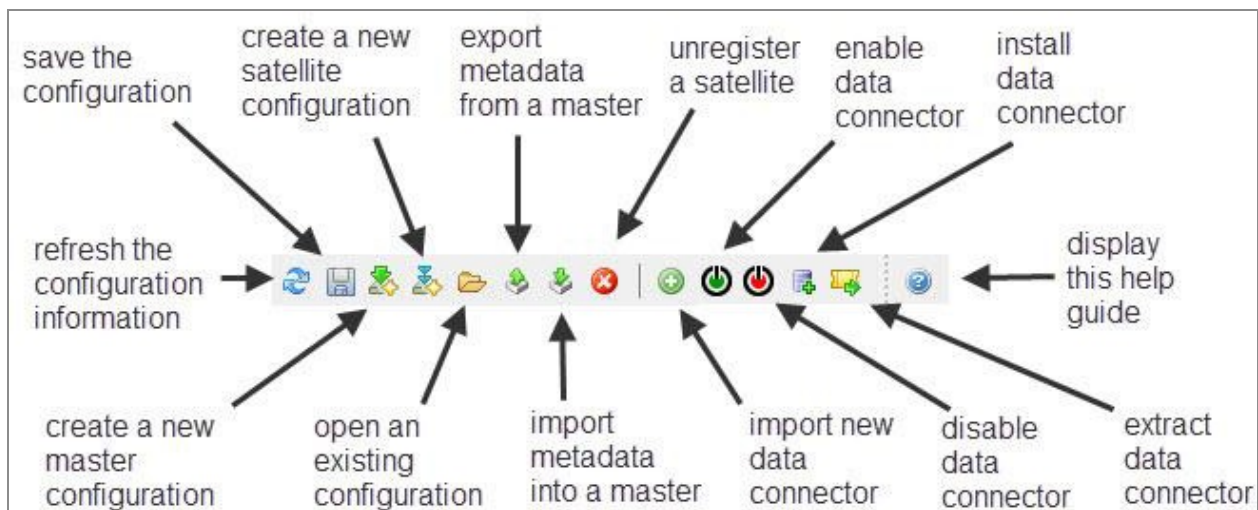 save the
configuration
create a new
satellite
configuration
export
metadata
from a master
unregister
a satellite
enable
data
connector
install
data
connector
refresh the
configuration
information
display
this help
guide
create a new
master
configuration
open an
existing
configuration
import
metadata
into a master
import new
data
connector
disable
data
connector
extract
data
connector